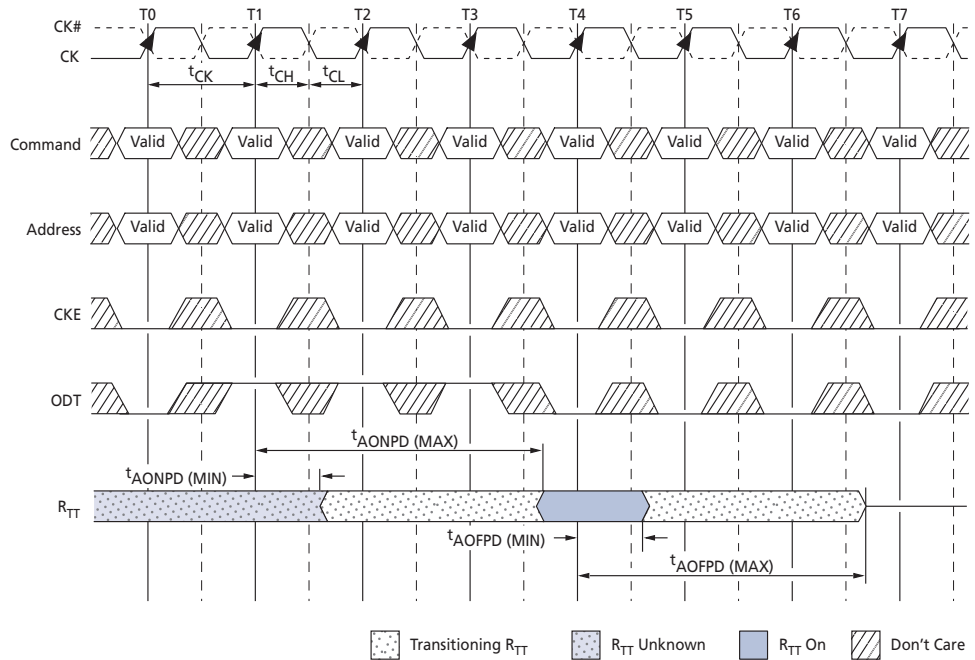 T0 T1 T2 T3 T4 T5 T6 T7
CK#
CK
tCK tCH tCL
Command Valid Valid Valid Valid Valid Valid Valid Valid
Address Valid Valid Valid Valid Valid Valid Valid Valid
CKE
ODT
tAONPD (MAX)
tAONPD (MIN)
RTT
tAOFPD (MIN)
tAOFPD (MAX)
Transitioning RTT RTT Unknown RTT On Don't Care